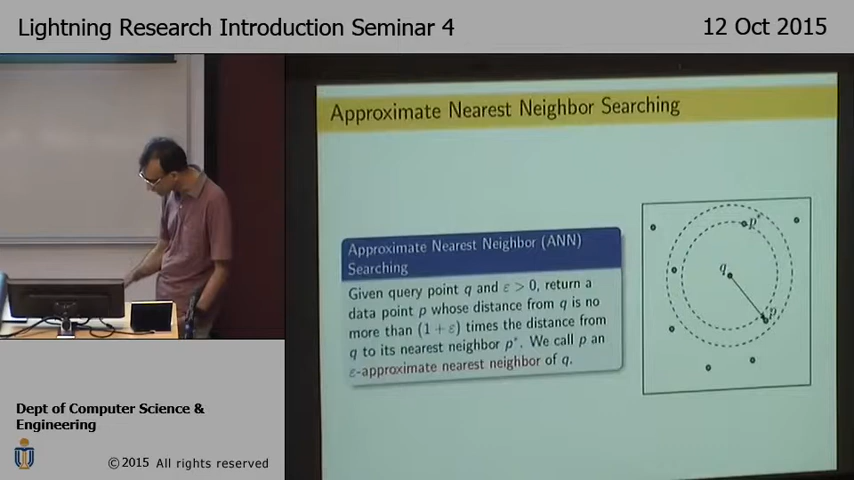 Lightning Research Introduction Seminar 4
12 Oct 2015
Approximate Nearest Neighbor Searching
Approximate Nearest Neighbor (ANN)
Searching
Given query point q and ε > 0, return a
data point p whose distance from q is no
more than (1 + ε) times the distance from
q to its nearest neighbor p*. We call p an
ε-approximate nearest neighbor of q.
p*
q
p
Dept of Computer Science &
Engineering
©2015 All rights reserved